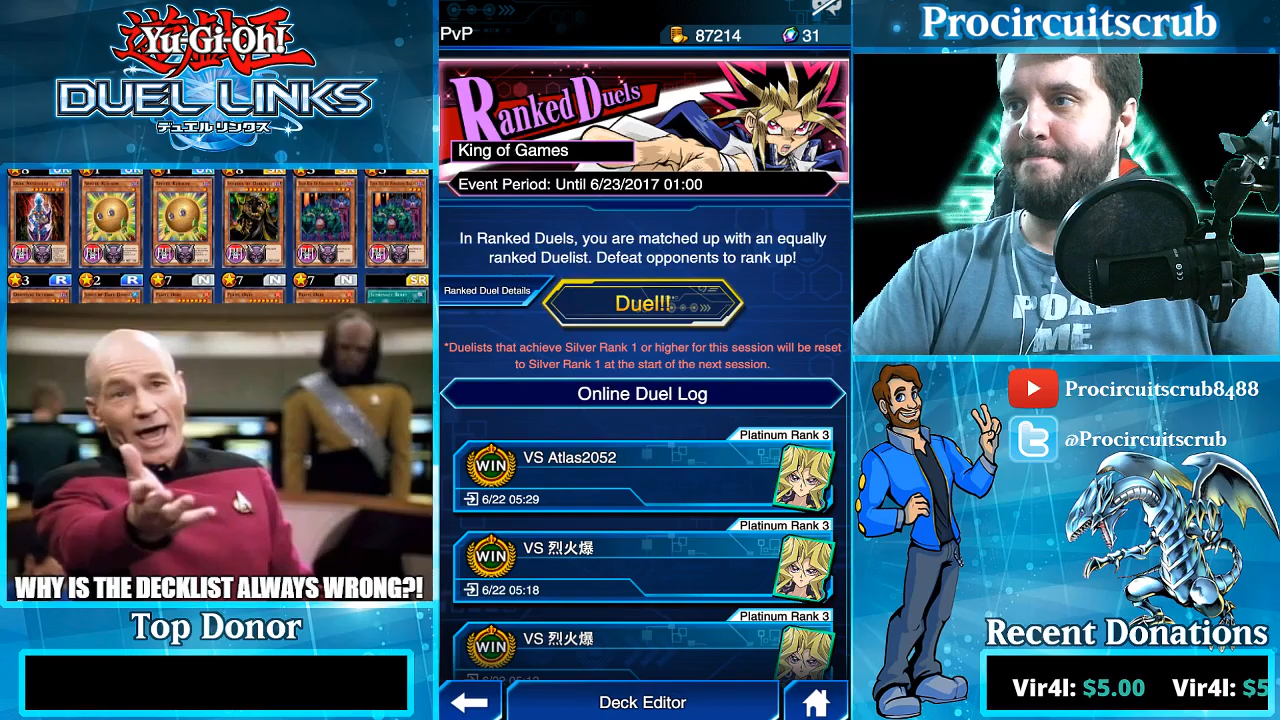 遊☆戯☆王
Yu-Gi-Oh!
DUEL LINKS
デュエル リンクス
WHY IS THE DECKLIST ALWAYS WRONG?!
Top Donor
PvP
87214
31
Ranked Duels
King of Games
Event Period: Until 6/23/2017 01:00
In Ranked Duels, you are matched up with an equally
ranked Duelist. Defeat opponents to rank up!
Ranked Duel Details
Duel!!
*Duelists that achieve Silver Rank 1 or higher for this session will be reset
to Silver Rank 1 at the start of the next session.
Online Duel Log
Platinum Rank 3
WIN
VS Atlas2052
6/22 05:29
Platinum Rank 3
WIN
VS 烈火爆
6/22 05:18
Platinum Rank 3
WIN
VS 烈火爆
Deck Editor
Procircuitscrub
POKE
ME
Procircuitscrub8488
@Procircuitscrub
Recent Donations
Vir4l: $5.00 Vir4l: $5